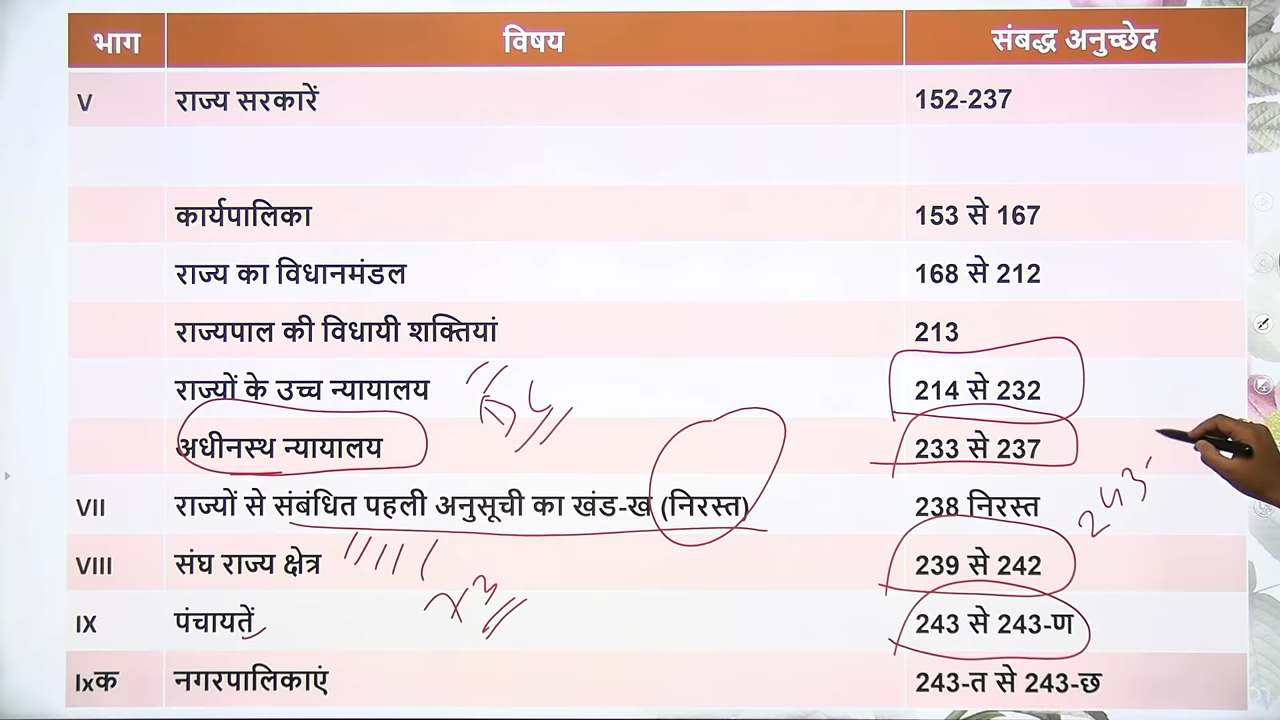 भाग विषय संबद्ध अनुच्छेद
V राज्य सरकारें 152-237
कार्यपालिका 153 से 167
राज्य का विधानमंडल 168 से 212
राज्यपाल की विधायी शक्तियां 213
राज्यों के उच्च न्यायालय 214 से 232
अधीनस्थ न्यायालय 233 से 237
VII राज्यों से संबंधित पहली अनुसूची का खंड-ख (निरस्त) 238 निरस्त
243
VIII संघ राज्य क्षेत्र 239 से 242
IX पंचायतें 243 से 243-ण
Ixक नगरपालिकाएं 243-त से 243-छ